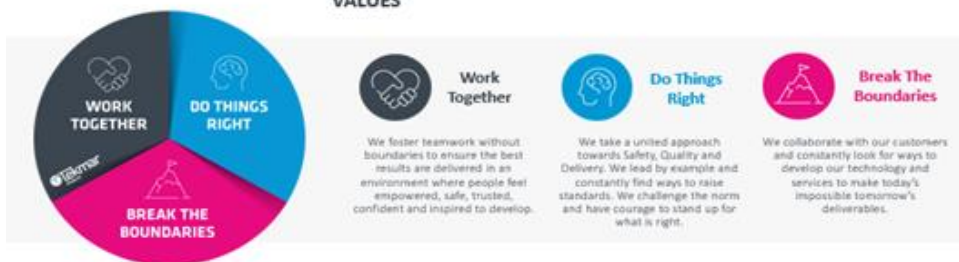 VALUES
WORK
TOGETHER
DO THINGS
RIGHT
Tekmar
BREAK THE
BOUNDARIES
Work
Together
We foster teamwork without
boundaries to ensure the best
results are delivered in an
environment where people feel
empowered, safe, trusted,
confident and inspired to develop.
Do Things
Right
We take a united approach
towards Safety, Quality and
Delivery. We lead by example and
constantly find ways to raise
standards. We challenge the norm
and have courage to stand up for
what is right.
Break The
Boundaries
We collaborate with our customers
and constantly look for ways to
develop our technology and
services to make today's
impossible tomorrow's
deliverables.